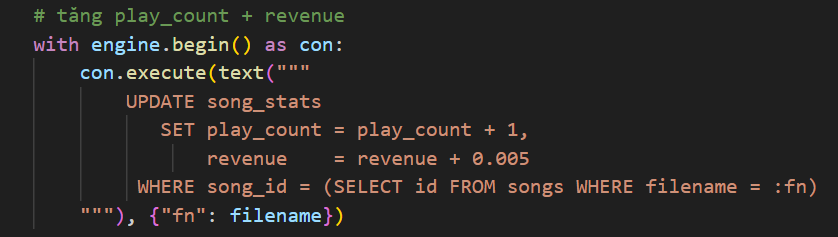 # tăng play_count + revenue
with engine.begin() as con:
    con.execute(text("""
        UPDATE song_stats
           SET play_count = play_count + 1,
               revenue    = revenue + 0.005
         WHERE song_id = (SELECT id FROM songs WHERE filename = :fn)
    """), {"fn": filename})